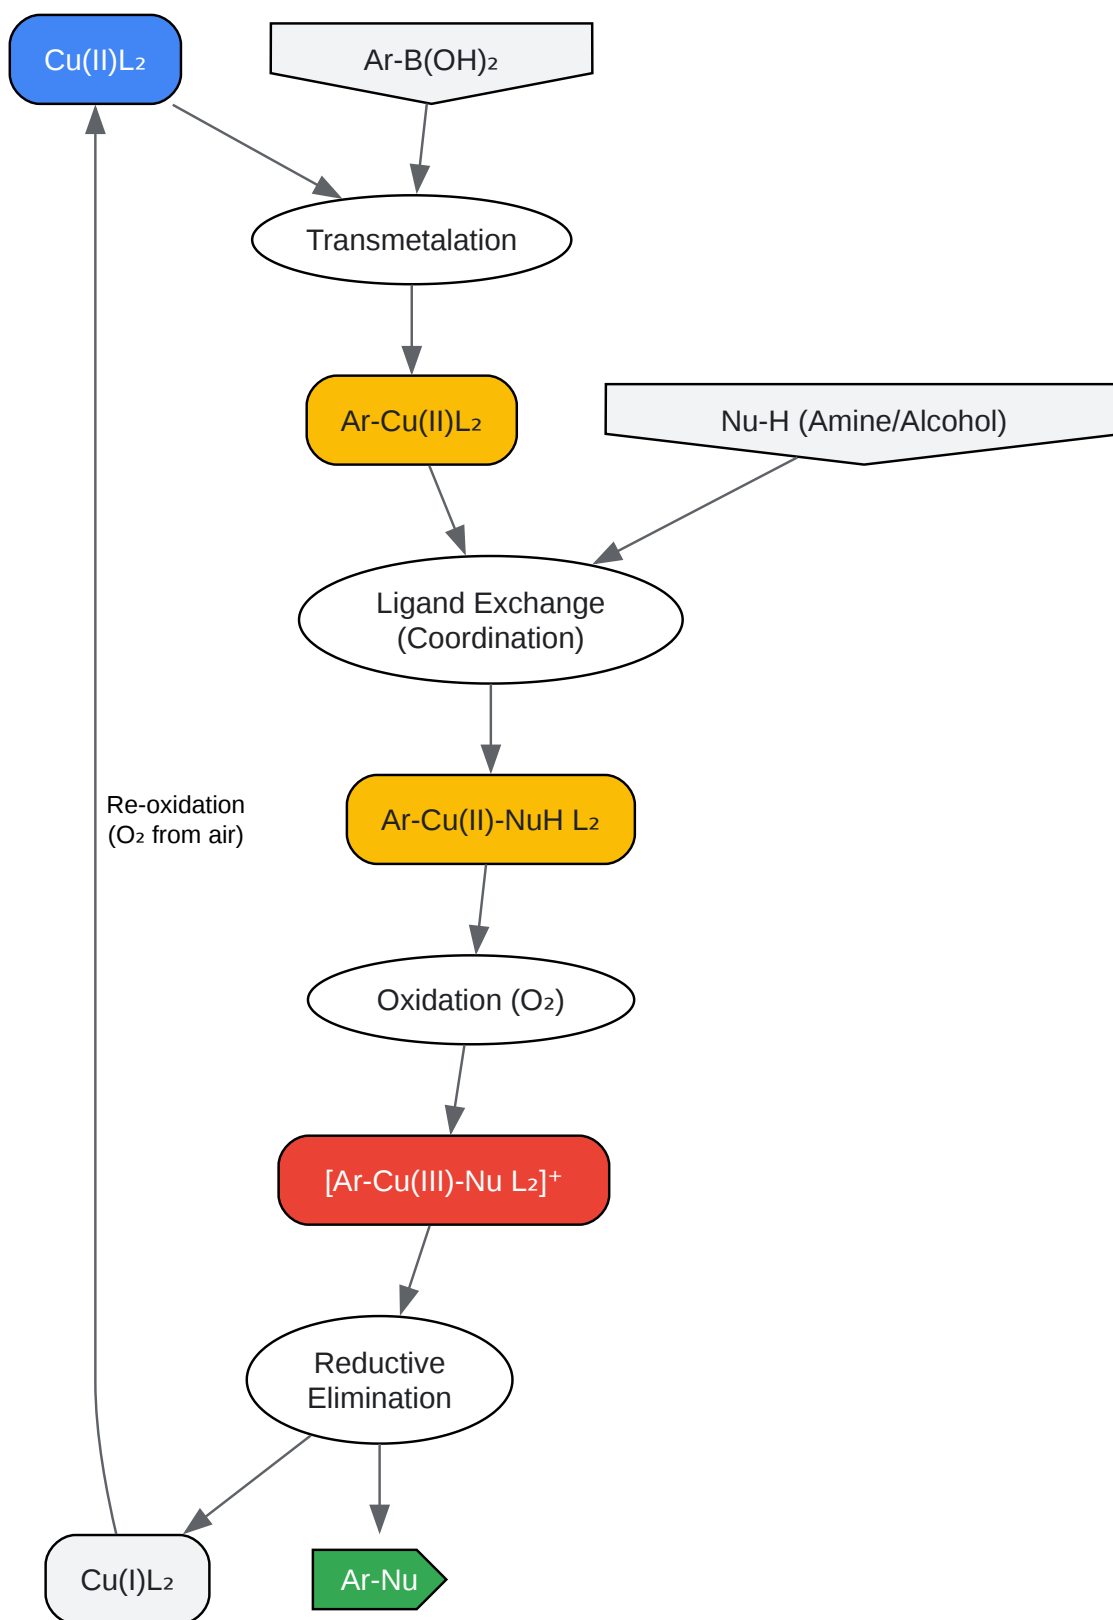 Cu(II)L₂
Ar-B(OH)₂
Transmetalation
Ar-Cu(II)L₂
Nu-H (Amine/Alcohol)
Ligand Exchange
(Coordination)
Re-oxidation
(O₂ from air)
Ar-Cu(II)-NuH L₂
Oxidation (O₂)
[Ar-Cu(III)-Nu L₂]⁺
Reductive
Elimination
Cu(I)L₂
Ar-Nu